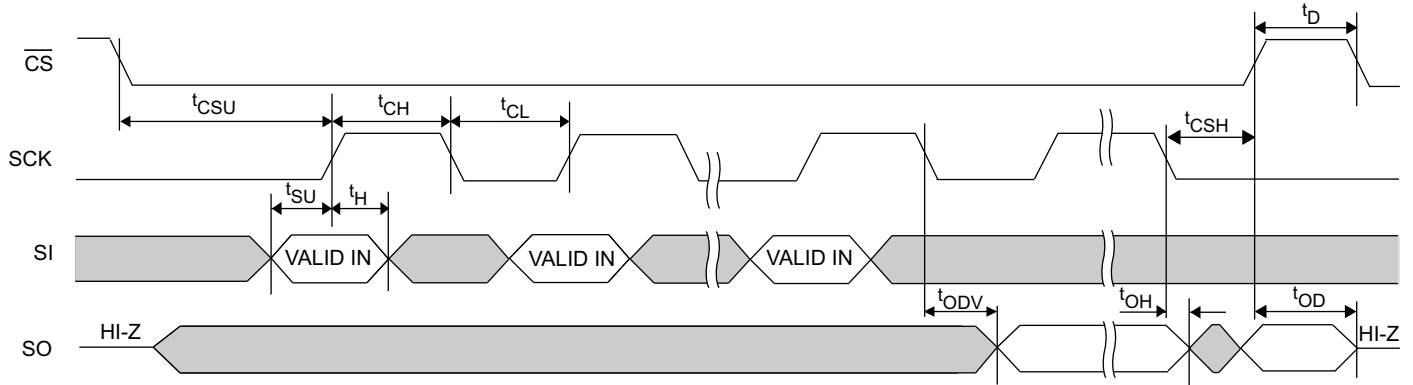 tD
CS
tCSU
tCH
tCL
tCSH
SCK
tSU
tH
SI
VALID IN
VALID IN
VALID IN
tODV
tOH
tOD
SO
HI-Z
HI-Z